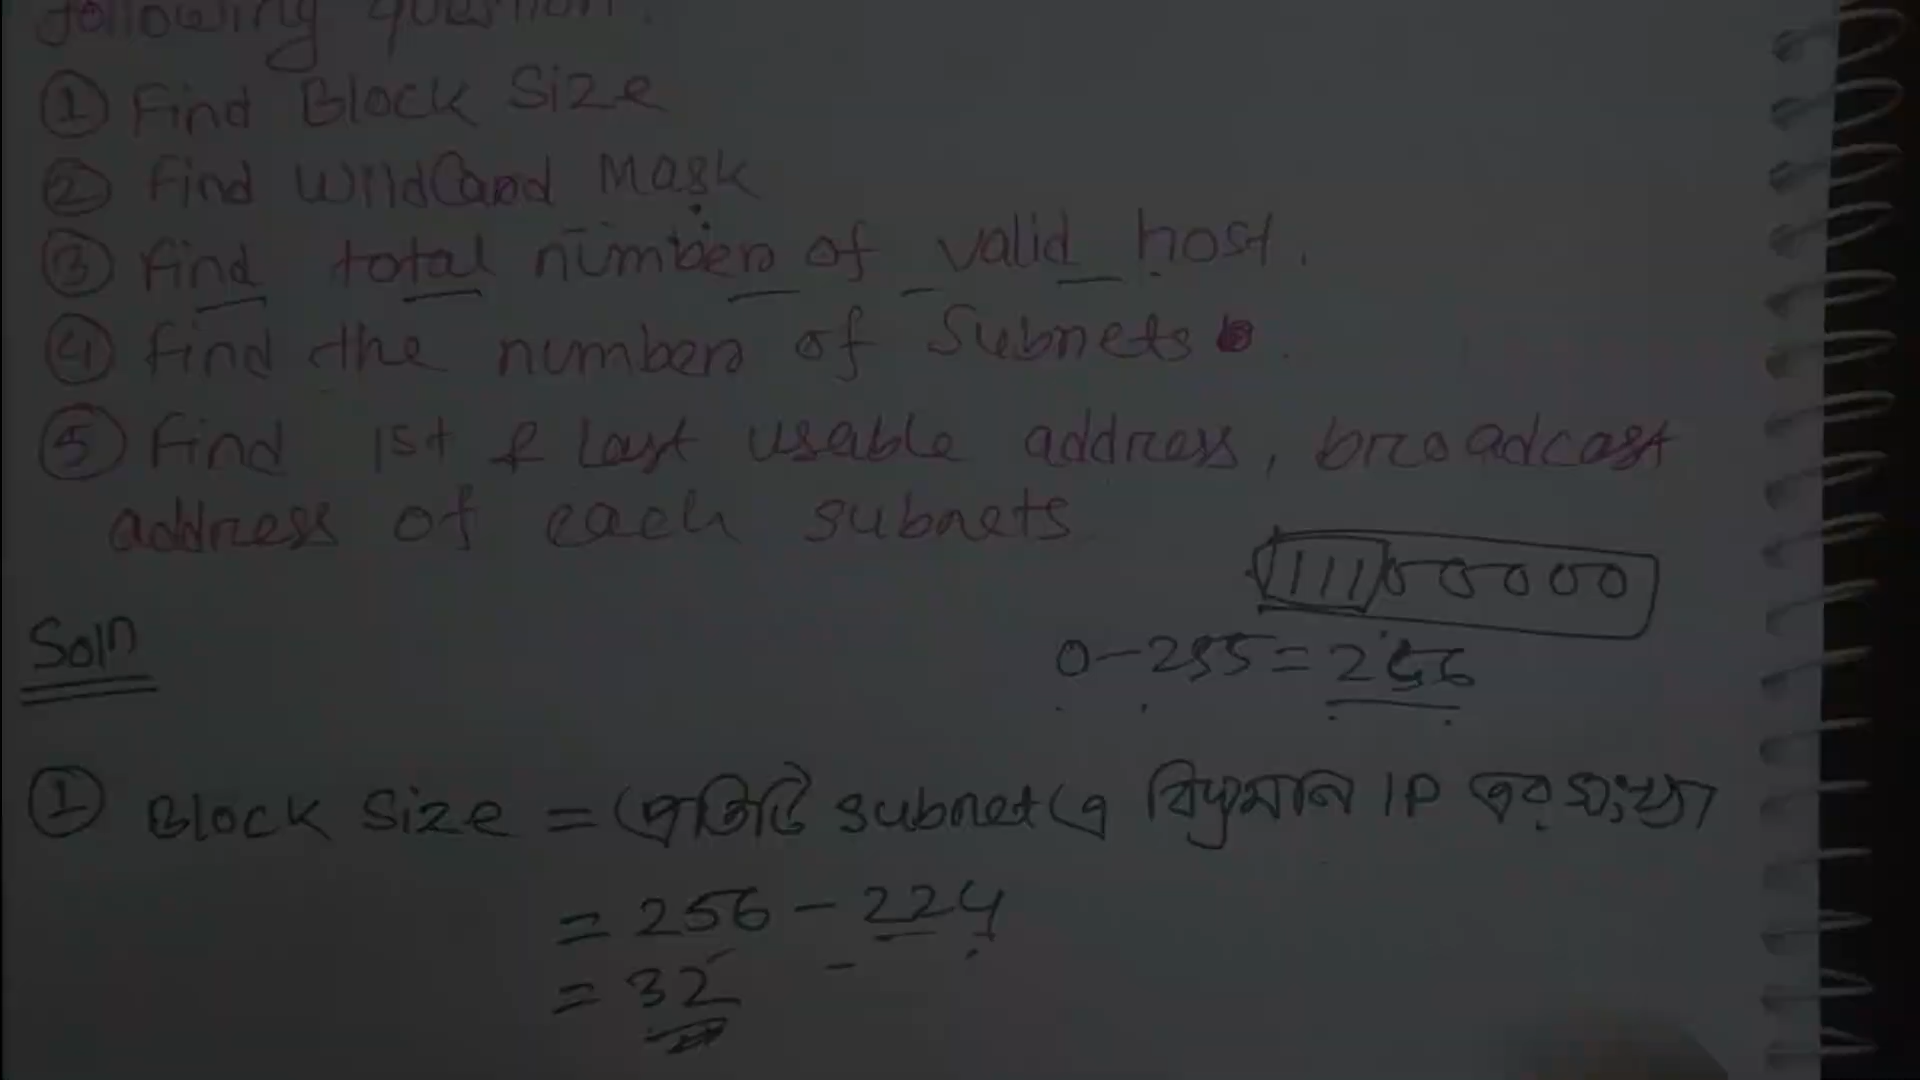 following question.
① Find Block Size
② Find WildCard Mask
③ find total number of valid host.
④ find the number of Subnets.
⑤ Find 1st & Last usable address, broadcast
address of each subnets
11100000
Soln
0-255=256
① Block Size = প্রতিটি subnet এ বিদ্যমান IP এর সংখ্যা
= 256 - 224
= 32